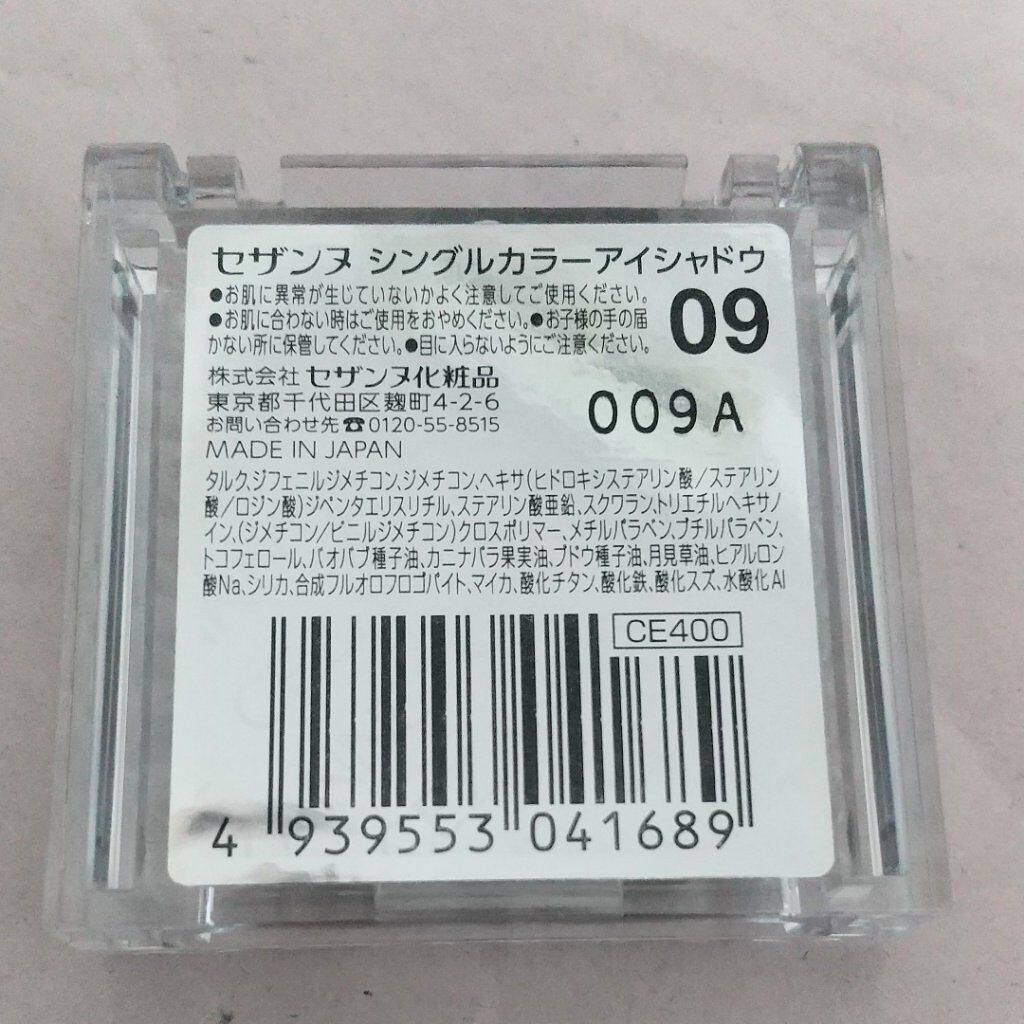 セザンヌ シングルカラーアイシャドウ
●お肌に異常が生じていないかよく注意してご使用ください。
●お肌に合わない時はご使用をおやめください。●お子様の手の届
かない所に保管してください。●目に入らないようにご注意ください。
09
株式会社 セザンヌ化粧品
東京都千代田区麹町4-2-6
お問い合わせ先☎0120-55-8515
MADE IN JAPAN
009A
タルク、ジフェニルジメチコン、ジメチコン、ヘキサ(ヒドロキシステアリン酸/ステアリン
酸/ロジン酸)ジペンタエリスリチル、ステアリン酸亜鉛、スクワラン、トリエチルヘキサノ
イン、(ジメチコン/ビニルジメチコン)クロスポリマー、メチルパラベン、ブチルパラベン、
トコフェロール、バオバブ種子油、カニナバラ果実油、ブドウ種子油、月見草油、ヒアルロン
酸Na、シリカ、合成フルオロフロゴパイト、マイカ、酸化チタン、酸化鉄、酸化スズ、水酸化Al
CE400
4 939553 041689